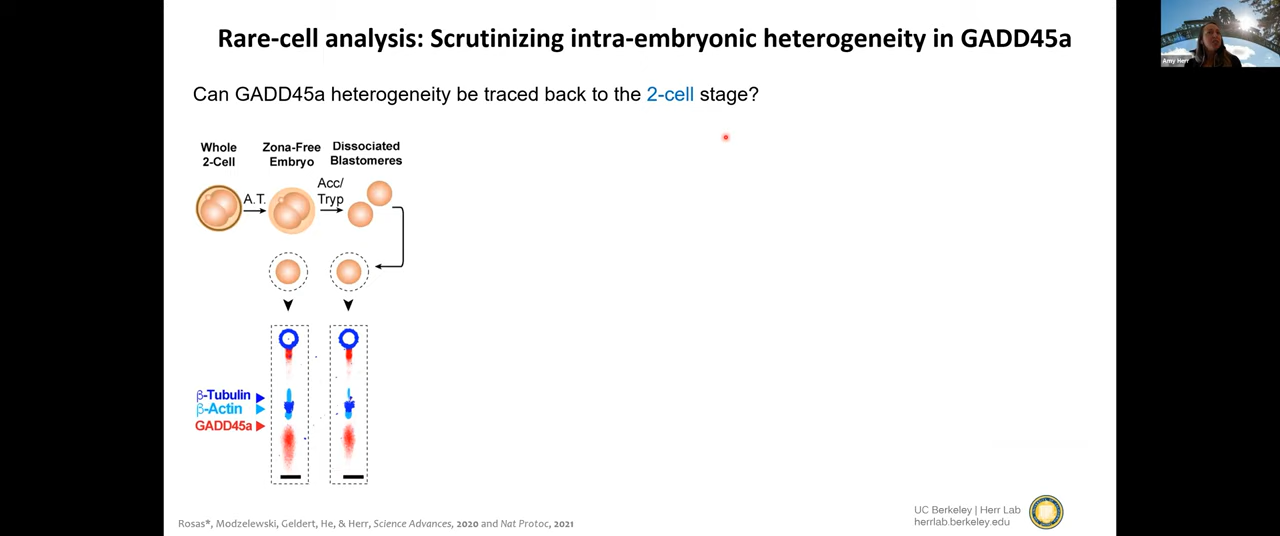 Rare-cell analysis: Scrutinizing intra-embryonic heterogeneity in GADD45a
Amy Herr
Can GADD45a heterogeneity be traced back to the 2-cell stage?
Whole
2-Cell
Zona-Free
Embryo
Dissociated
Blastomeres
A.T.
Acc/
Tryp
β-Tubulin
β-Actin
GADD45a
Rosas*, Modzelewski, Geldert, He, & Herr, Science Advances, 2020 and Nat Protoc, 2021
UC Berkeley | Herr Lab
herrlab.berkeley.edu